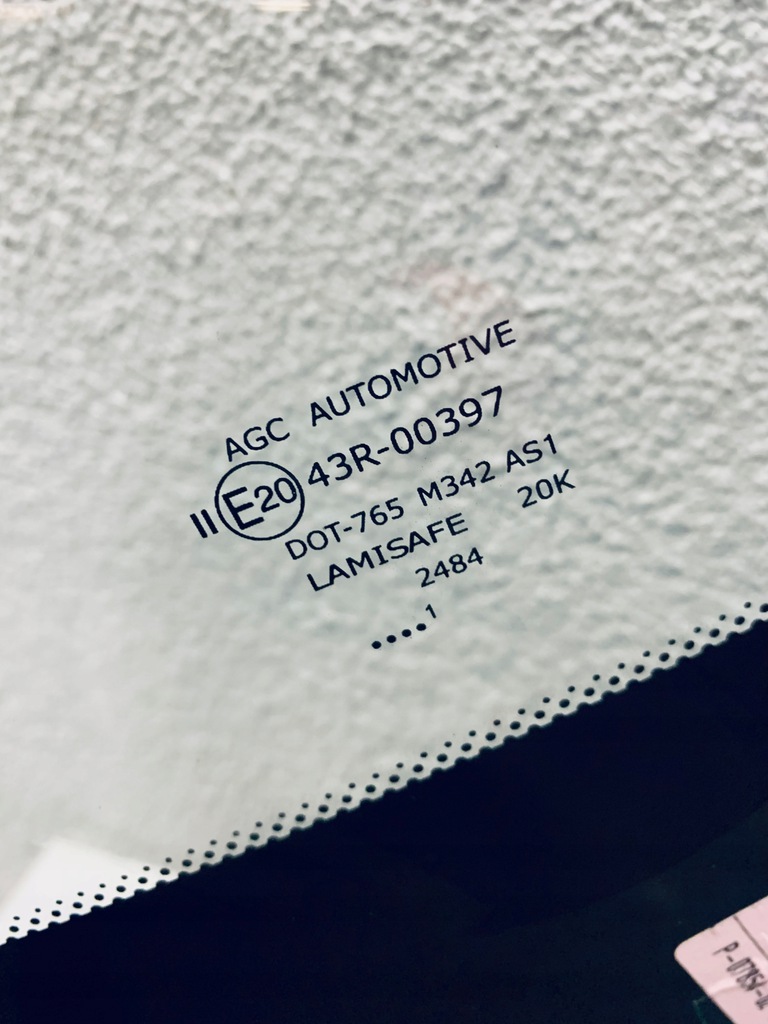 AGC AUTOMOTIVE
II E20 43R-00397
DOT-765 M342 AS1
LAMISAFE 20K
2484
....1